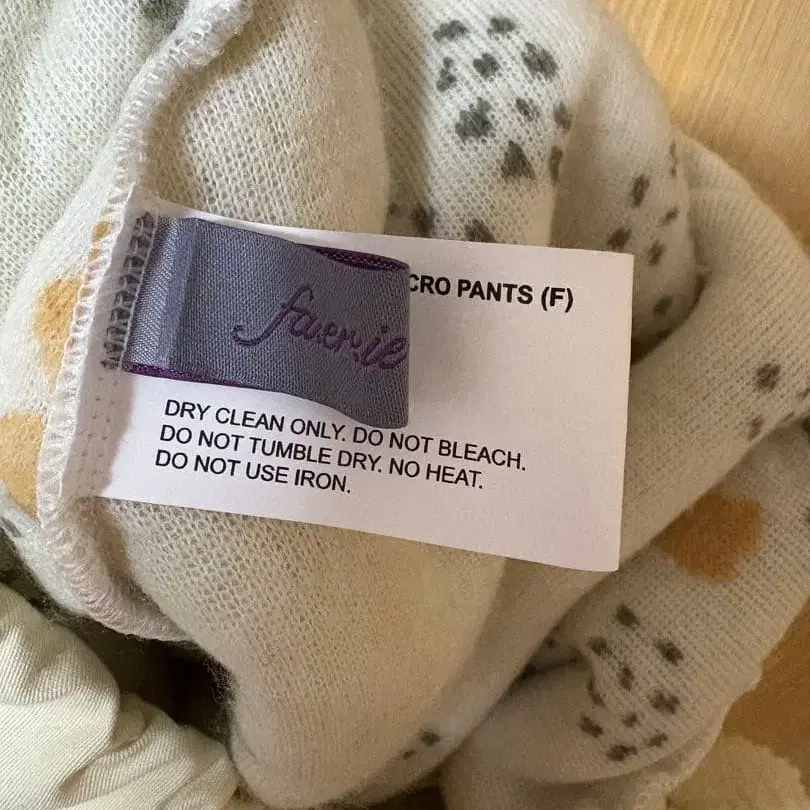 CRO PANTS (F)
faerie
DRY CLEAN ONLY. DO NOT BLEACH.
DO NOT TUMBLE DRY. NO HEAT.
DO NOT USE IRON.